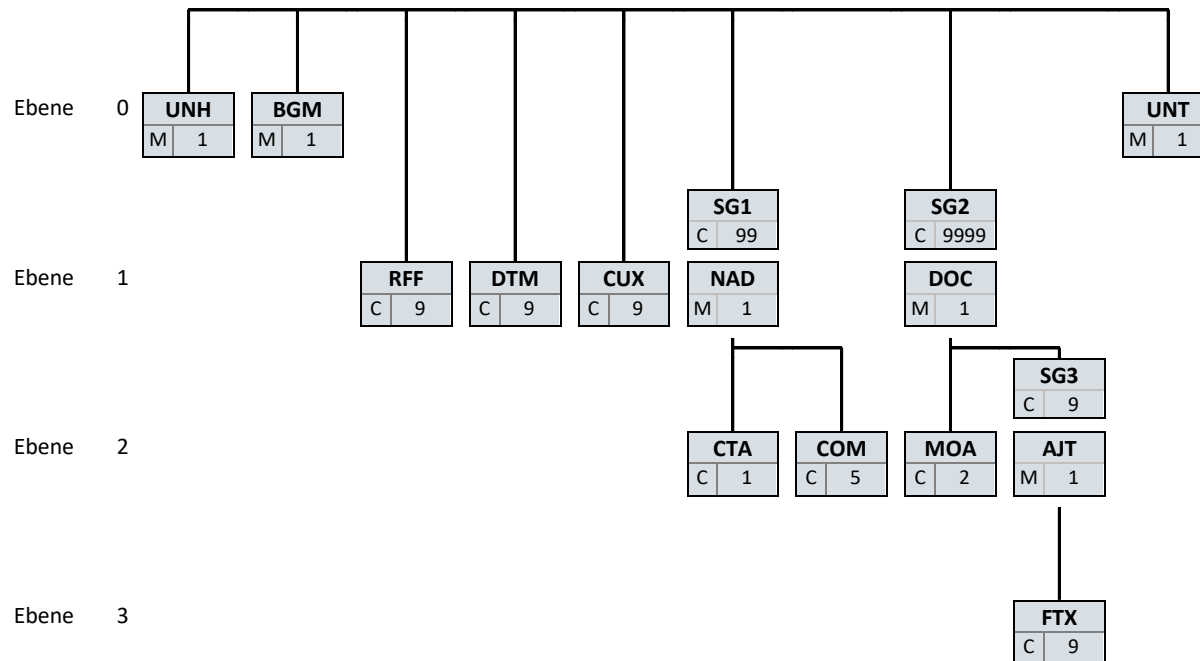 Ebene 0 UNH BGM UNT
M 1 M 1 M 1
SG1 SG2
C 99 C 9999
Ebene 1 RFF DTM CUX NAD DOC
C 9 C 9 C 9 M 1 M 1
SG3
C 9
Ebene 2 CTA COM MOA AJT
C 1 C 5 C 2 M 1
Ebene 3 FTX
C 9